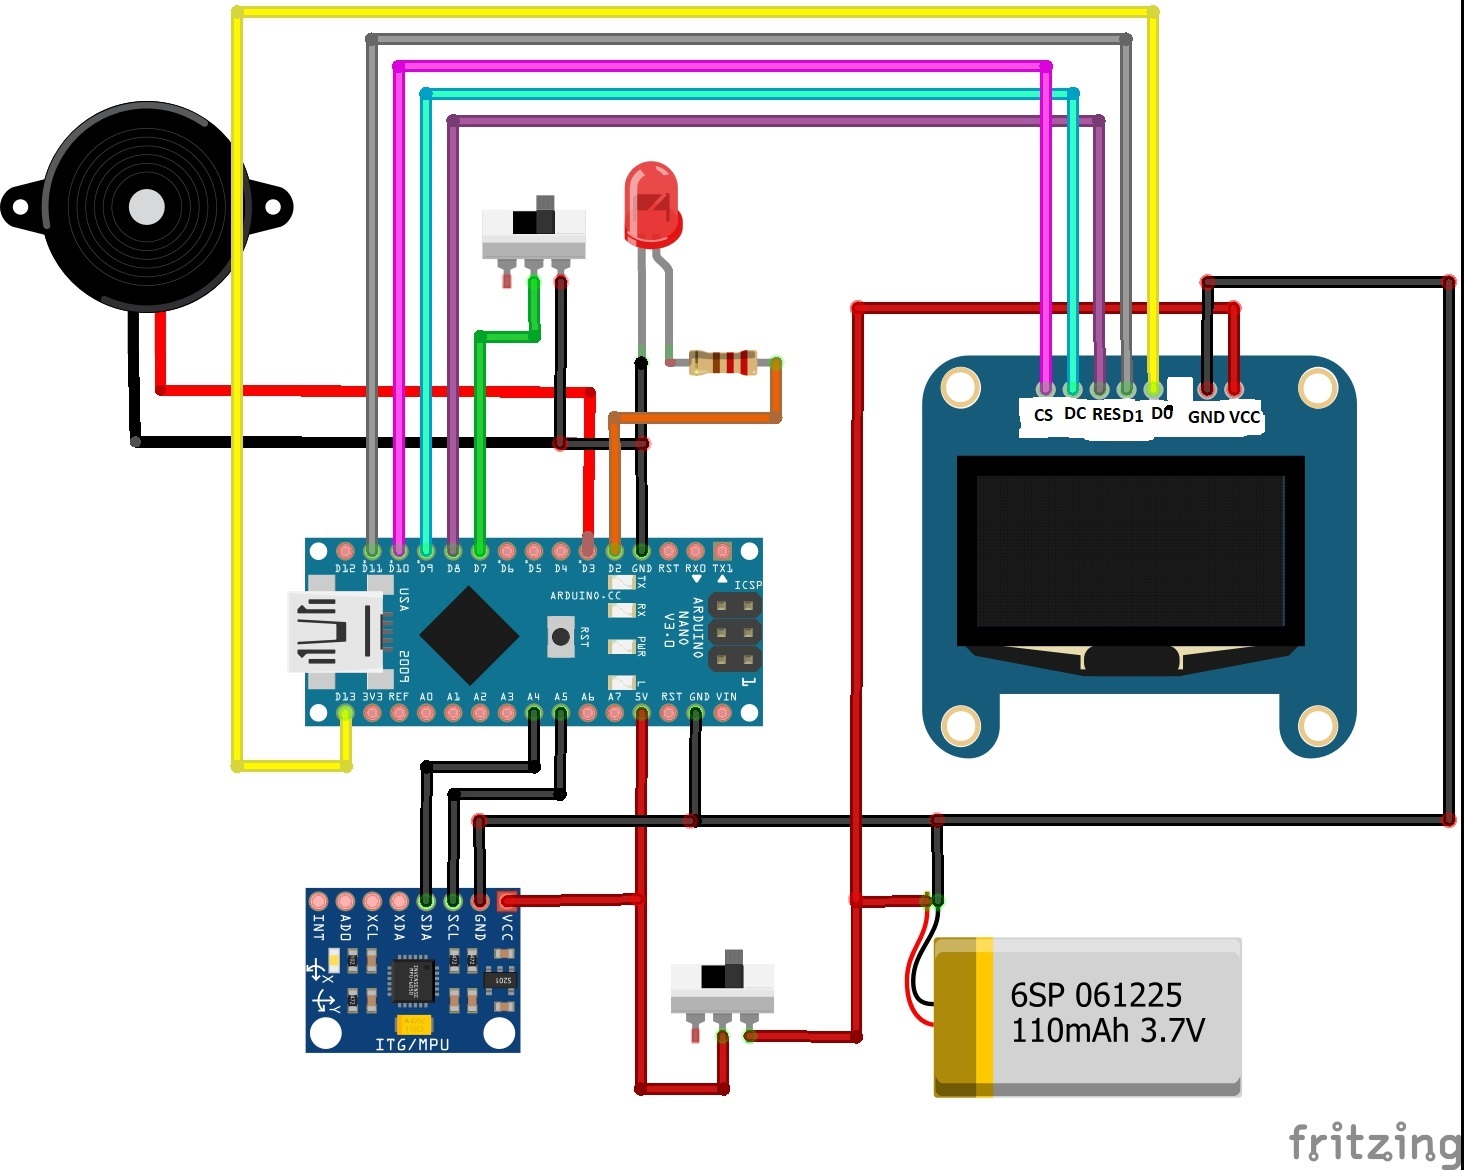 CS DC RES D1 D0 GND VCC
D12 D11 D10 D9 D8 D7 D6 D5 D4 D3 D2 GND RST RX0 TX1
ICSP
ARDUINO.CC
TX
RX
PWR
L
RST
USA
2009
ARDUINO
NANO
V3.0
1
D13 3V3 REF A0 A1 A2 A3 A4 A5 A6 A7 5V RST GND VIN
INT ADO XCL XDA SDA SCL GND VCC
X
Y
ITG/MPU
6SP 061225
110mAh 3.7V
fritzing